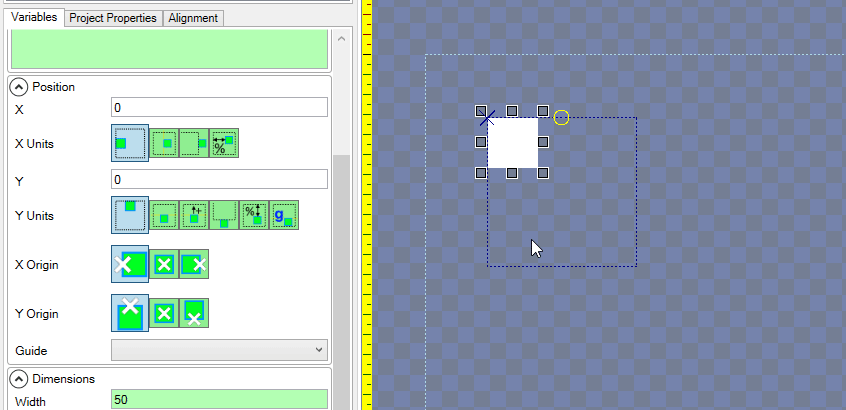 Variables Project Properties Alignment
Position
X 0
X Units %
Y 0
Y Units % g
X Origin
Y Origin
Guide
Dimensions
Width 50